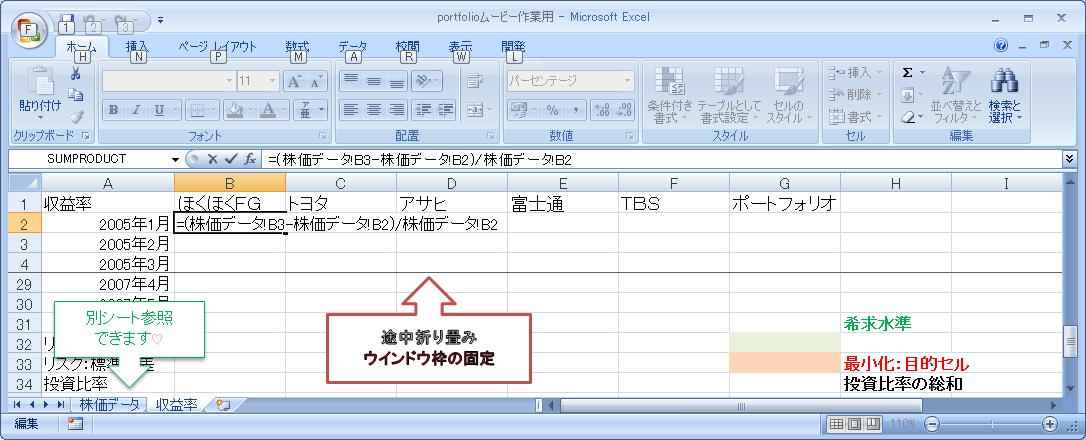 portfolioムービー作業用 - Microsoft Excel
F 1 2 3
ホーム 挿入 ページ レイアウト 数式 データ 校閲 表示 開発
H N P M A R W L
貼り付け 11 A A パーセンテージ 条件付き書式 テーブルとして書式設定 セルのスタイル 挿入 削除 書式 Σ 並べ替えとフィルタ 検索と選択
B I U A 亜 % , .0 .00 .00 .0
クリップボード フォント 配置 数値 スタイル セル 編集
SUMPRODUCT fx =(株価データ!B3-株価データ!B2)/株価データ!B2
A B C D E F G H I
1 収益率 ほくほくFG トヨタ アサヒ 富士通 TBS ポートフォリオ
2 2005年1月 =(株価データ!B3-株価データ!B2)/株価データ!B2
3 2005年2月
4 2005年3月
29 2007年4月
30
31 希求水準
32
33 リスク:標準 差 最小化:目的セル
34 投資比率 投資比率の総和
別シート参照
できます♡
途中折り畳み
ウインドウ枠の固定
株価データ 収益率
編集 110%